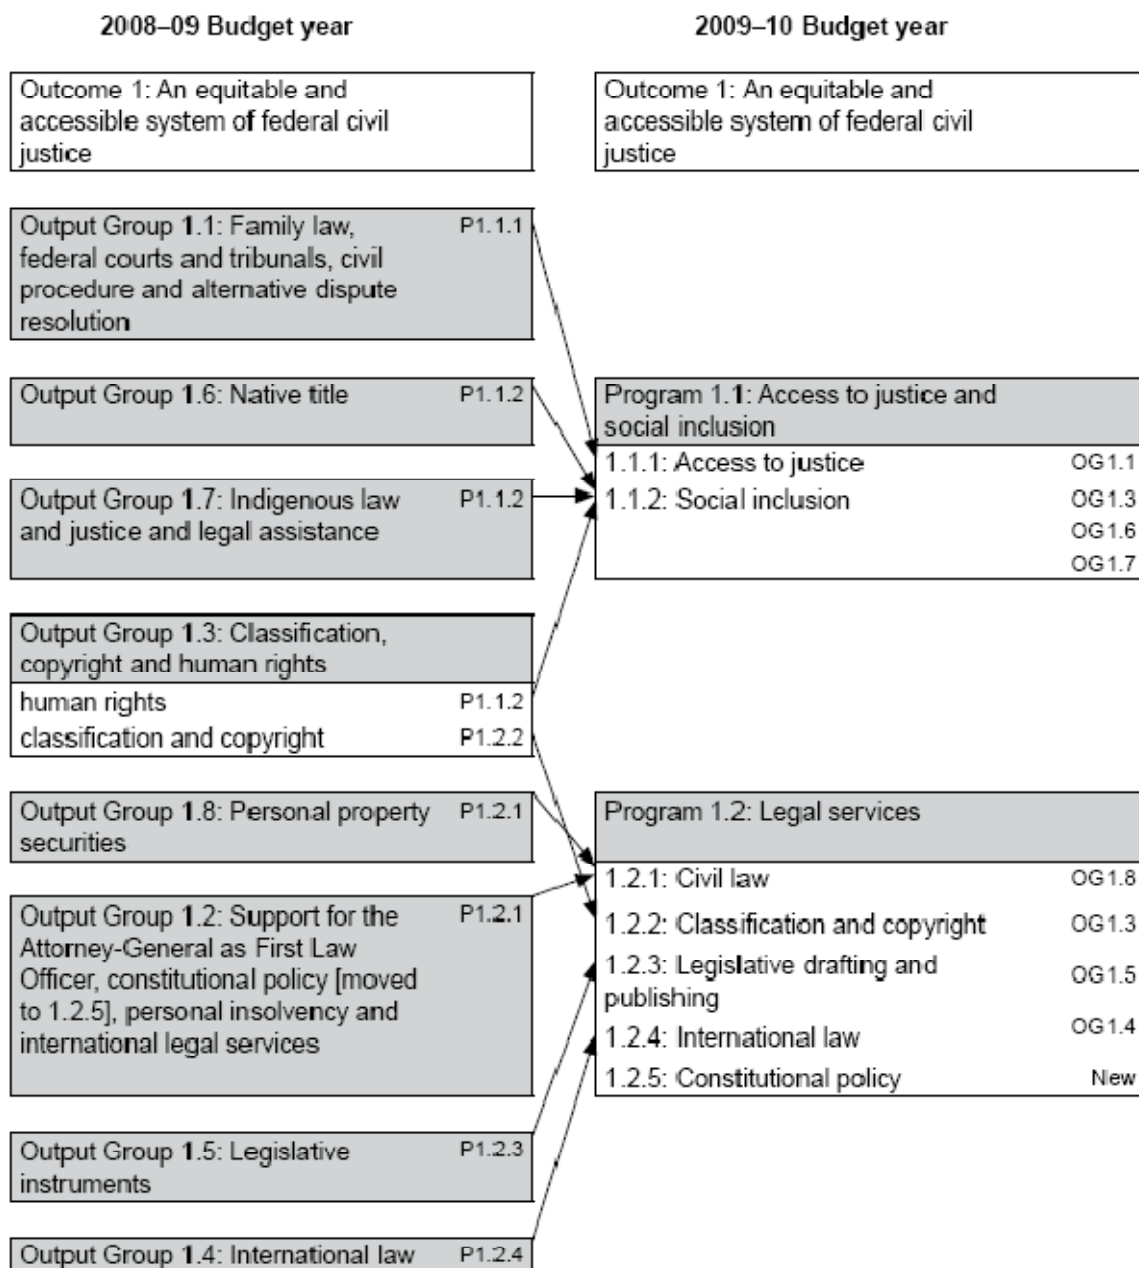 2008–09 Budget year
2009–10 Budget year
Outcome 1: An equitable and
accessible system of federal civil
justice
Outcome 1: An equitable and
accessible system of federal civil
justice
Output Group 1.1: Family law, P1.1.1
federal courts and tribunals, civil
procedure and alternative dispute
resolution
Output Group 1.6: Native title P1.1.2
Output Group 1.7: Indigenous law P1.1.2
and justice and legal assistance
Output Group 1.3: Classification,
copyright and human rights
human rights P1.1.2
classification and copyright P1.2.2
Output Group 1.8: Personal property P1.2.1
securities
Output Group 1.2: Support for the P1.2.1
Attorney-General as First Law
Officer, constitutional policy [moved
to 1.2.5], personal insolvency and
international legal services
Output Group 1.5: Legislative P1.2.3
instruments
Output Group 1.4: International law P1.2.4
Program 1.1: Access to justice and
social inclusion
1.1.1: Access to justice OG1.1
1.1.2: Social inclusion OG1.3
OG1.6
OG1.7
Program 1.2: Legal services
1.2.1: Civil law OG1.8
1.2.2: Classification and copyright OG1.3
1.2.3: Legislative drafting and OG1.5
publishing
1.2.4: International law OG1.4
1.2.5: Constitutional policy New